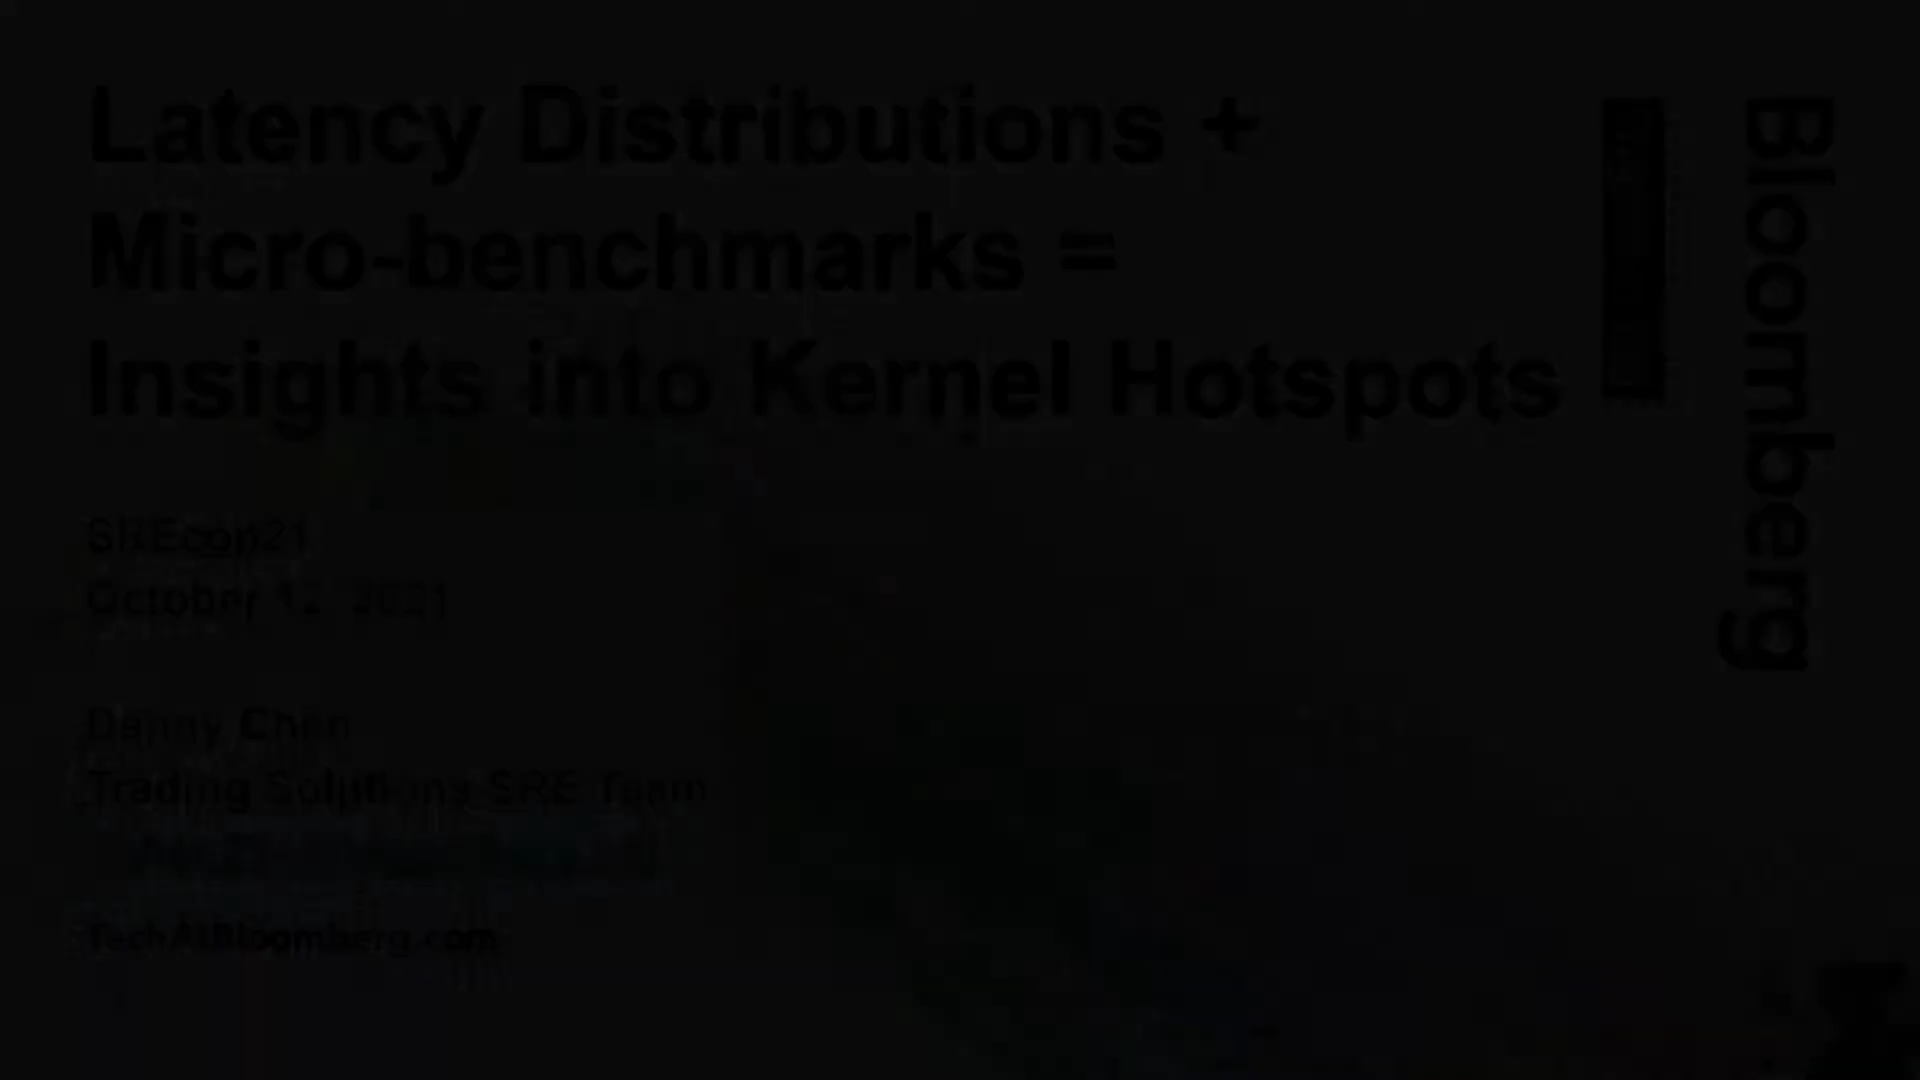 Latency Distributions +
Micro-benchmarks =
Insights into Kernel Hotspots
SREcon21
October 12, 2021
Danny Chen
Trading Solutions SRE Team
TechAtBloomberg.com
Bloomberg